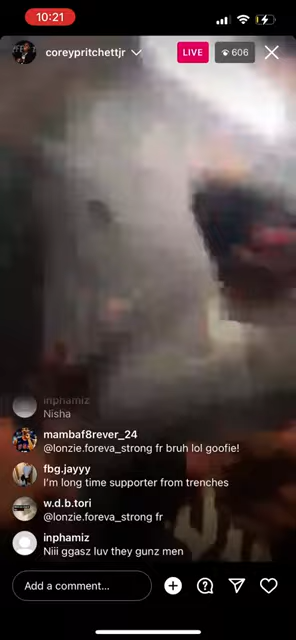 10:21
coreypritchettjr
LIVE
606
inphamiz
Nisha
mambaf8rever_24
@lonzie.foreva_strong fr bruh lol goofie!
fbg.jayyy
I'm long time supporter from trenches
w.d.b.tori
@lonzie.foreva_strong fr
inphamiz
Niii ggasz luv they gunz men
Add a comment...